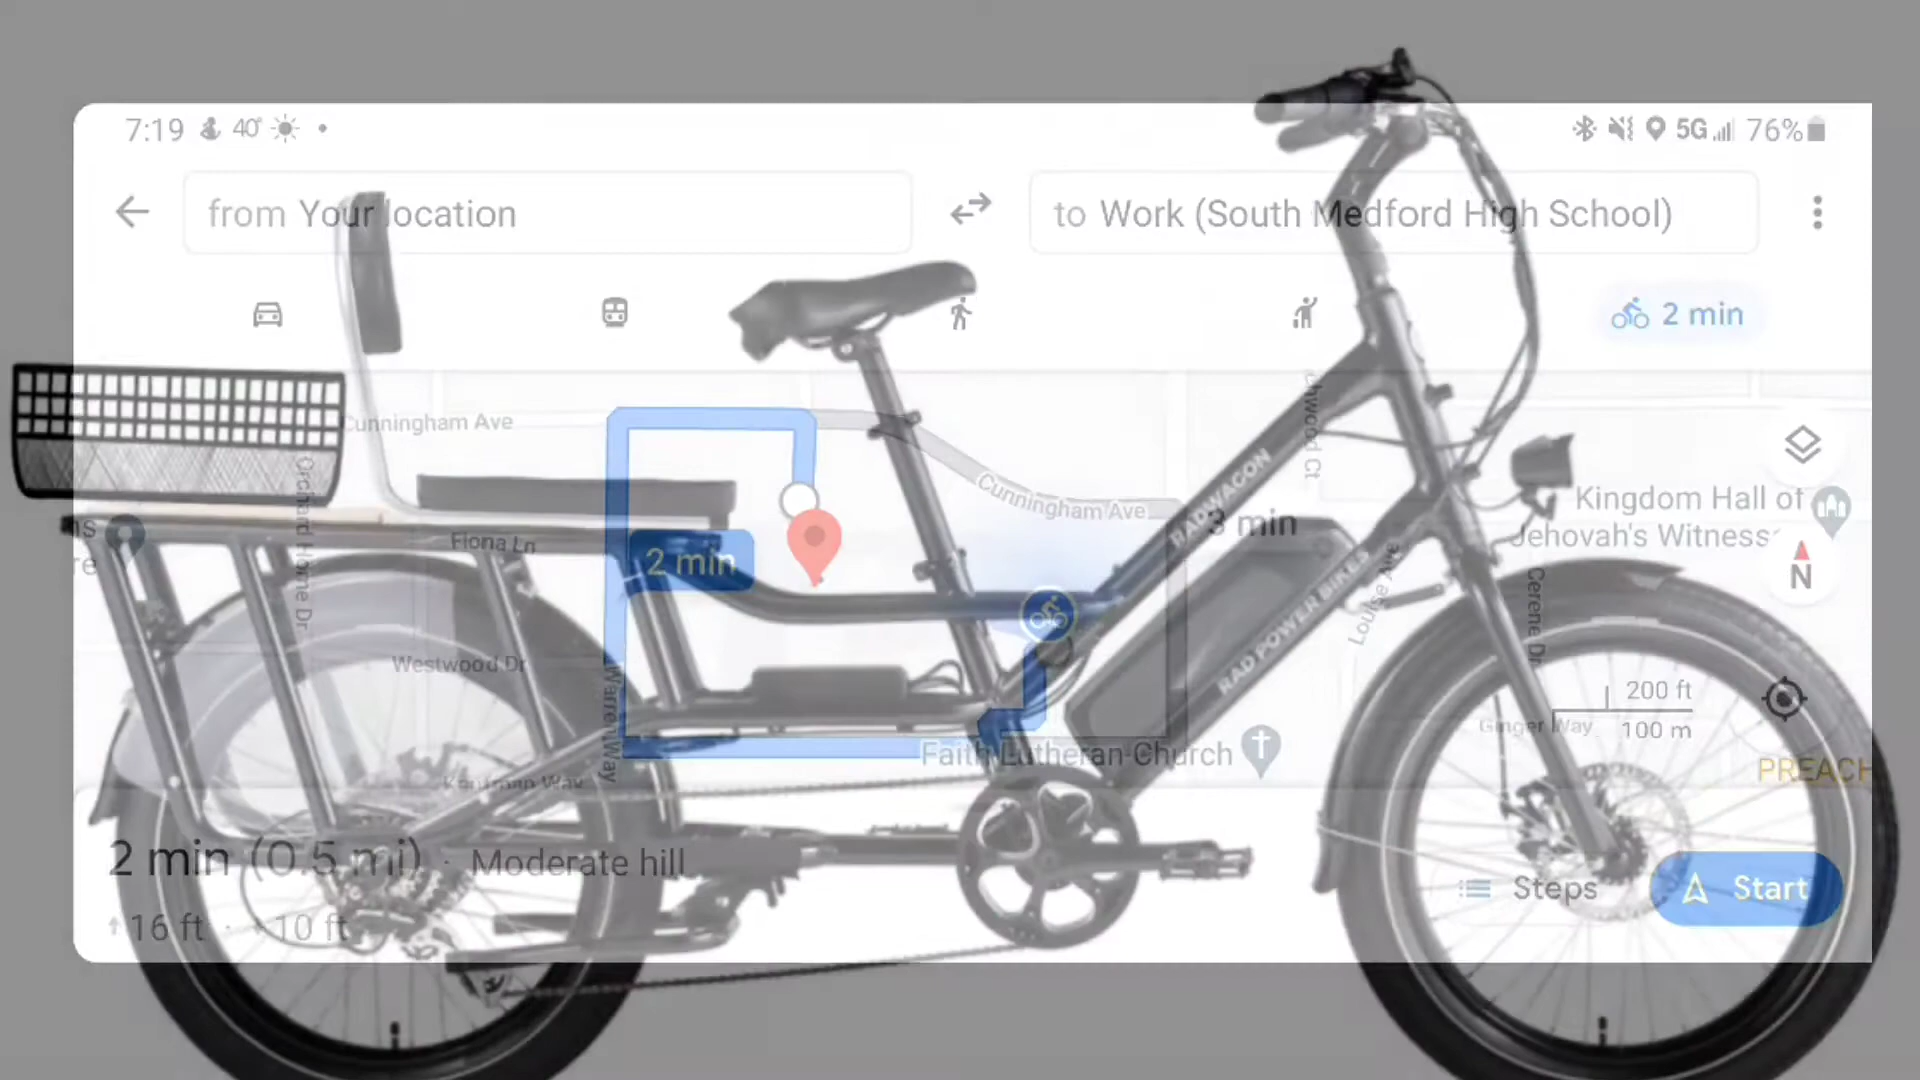 7:19 40° 5G 76%
from Your location
to Work (South Medford High School)
2 min
Cunningham Ave
Cunningham Ave
Orchard Home Dr
Fiona Ln
2 min
3 min
RADWAGON
RAD POWER BIKES
Kingdom Hall of
Jehovah's Witness
N
Westwood Dr
Warren Way
Louise Ave
Cerene Dr
200 ft
100 m
Ginger Way
Faith Lutheran Church
PREACH
2 min (0.5 mi) · Moderate hill
16 ft · 10 ft
Steps
Start